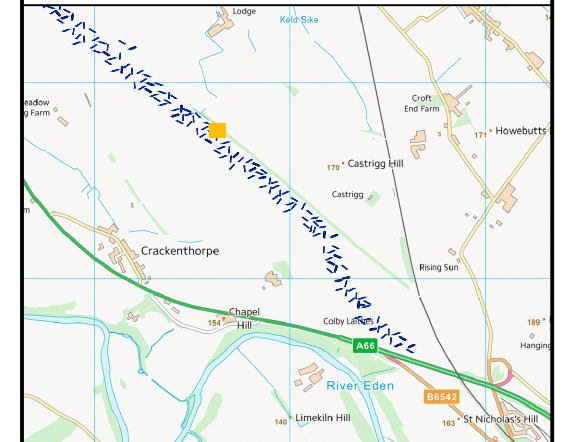 Lodge
Keld Sike
eadow
g Farm
Croft
End Farm
171
Howebutts
170
Castrigg Hill
Castrigg
m
Crackenthorpe
Rising Sun
Chapel
Hill
154
Colby Laithes
189
Hanging
A66
River Eden
B6542
Limekiln Hill
140
163
St Nicholas's Hill